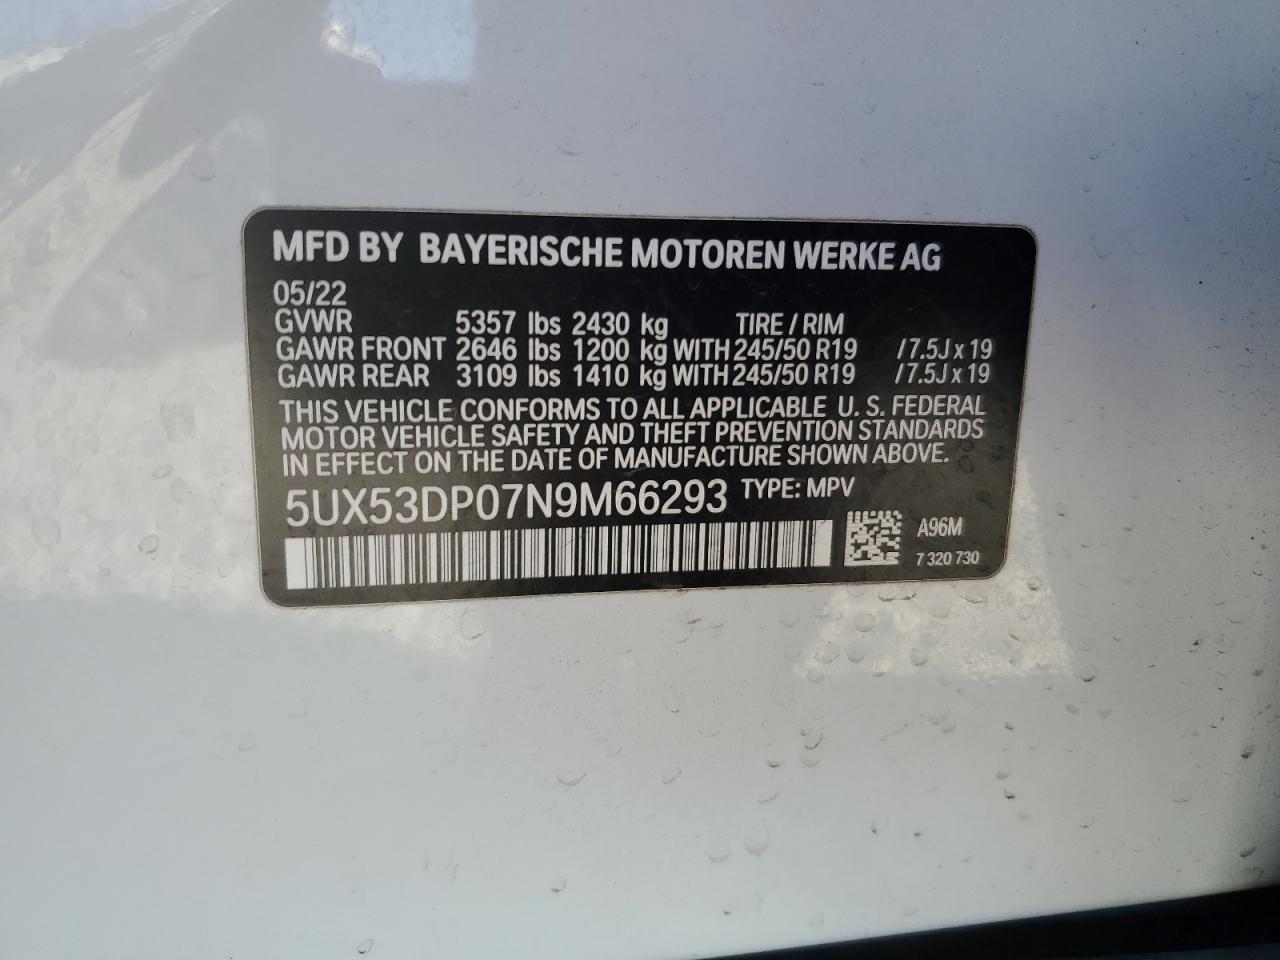 MFD BY BAYERISCHE MOTOREN WERKE AG
05/22
GVWR 5357 lbs 2430 kg TIRE / RIM
GAWR FRONT 2646 lbs 1200 kg WITH 245/50 R19 / 7.5J x 19
GAWR REAR 3109 lbs 1410 kg WITH 245/50 R19 / 7.5J x 19
THIS VEHICLE CONFORMS TO ALL APPLICABLE U. S. FEDERAL
MOTOR VEHICLE SAFETY AND THEFT PREVENTION STANDARDS
IN EFFECT ON THE DATE OF MANUFACTURE SHOWN ABOVE.
5UX53DP07N9M66293 TYPE: MPV
A96M
7 320 730